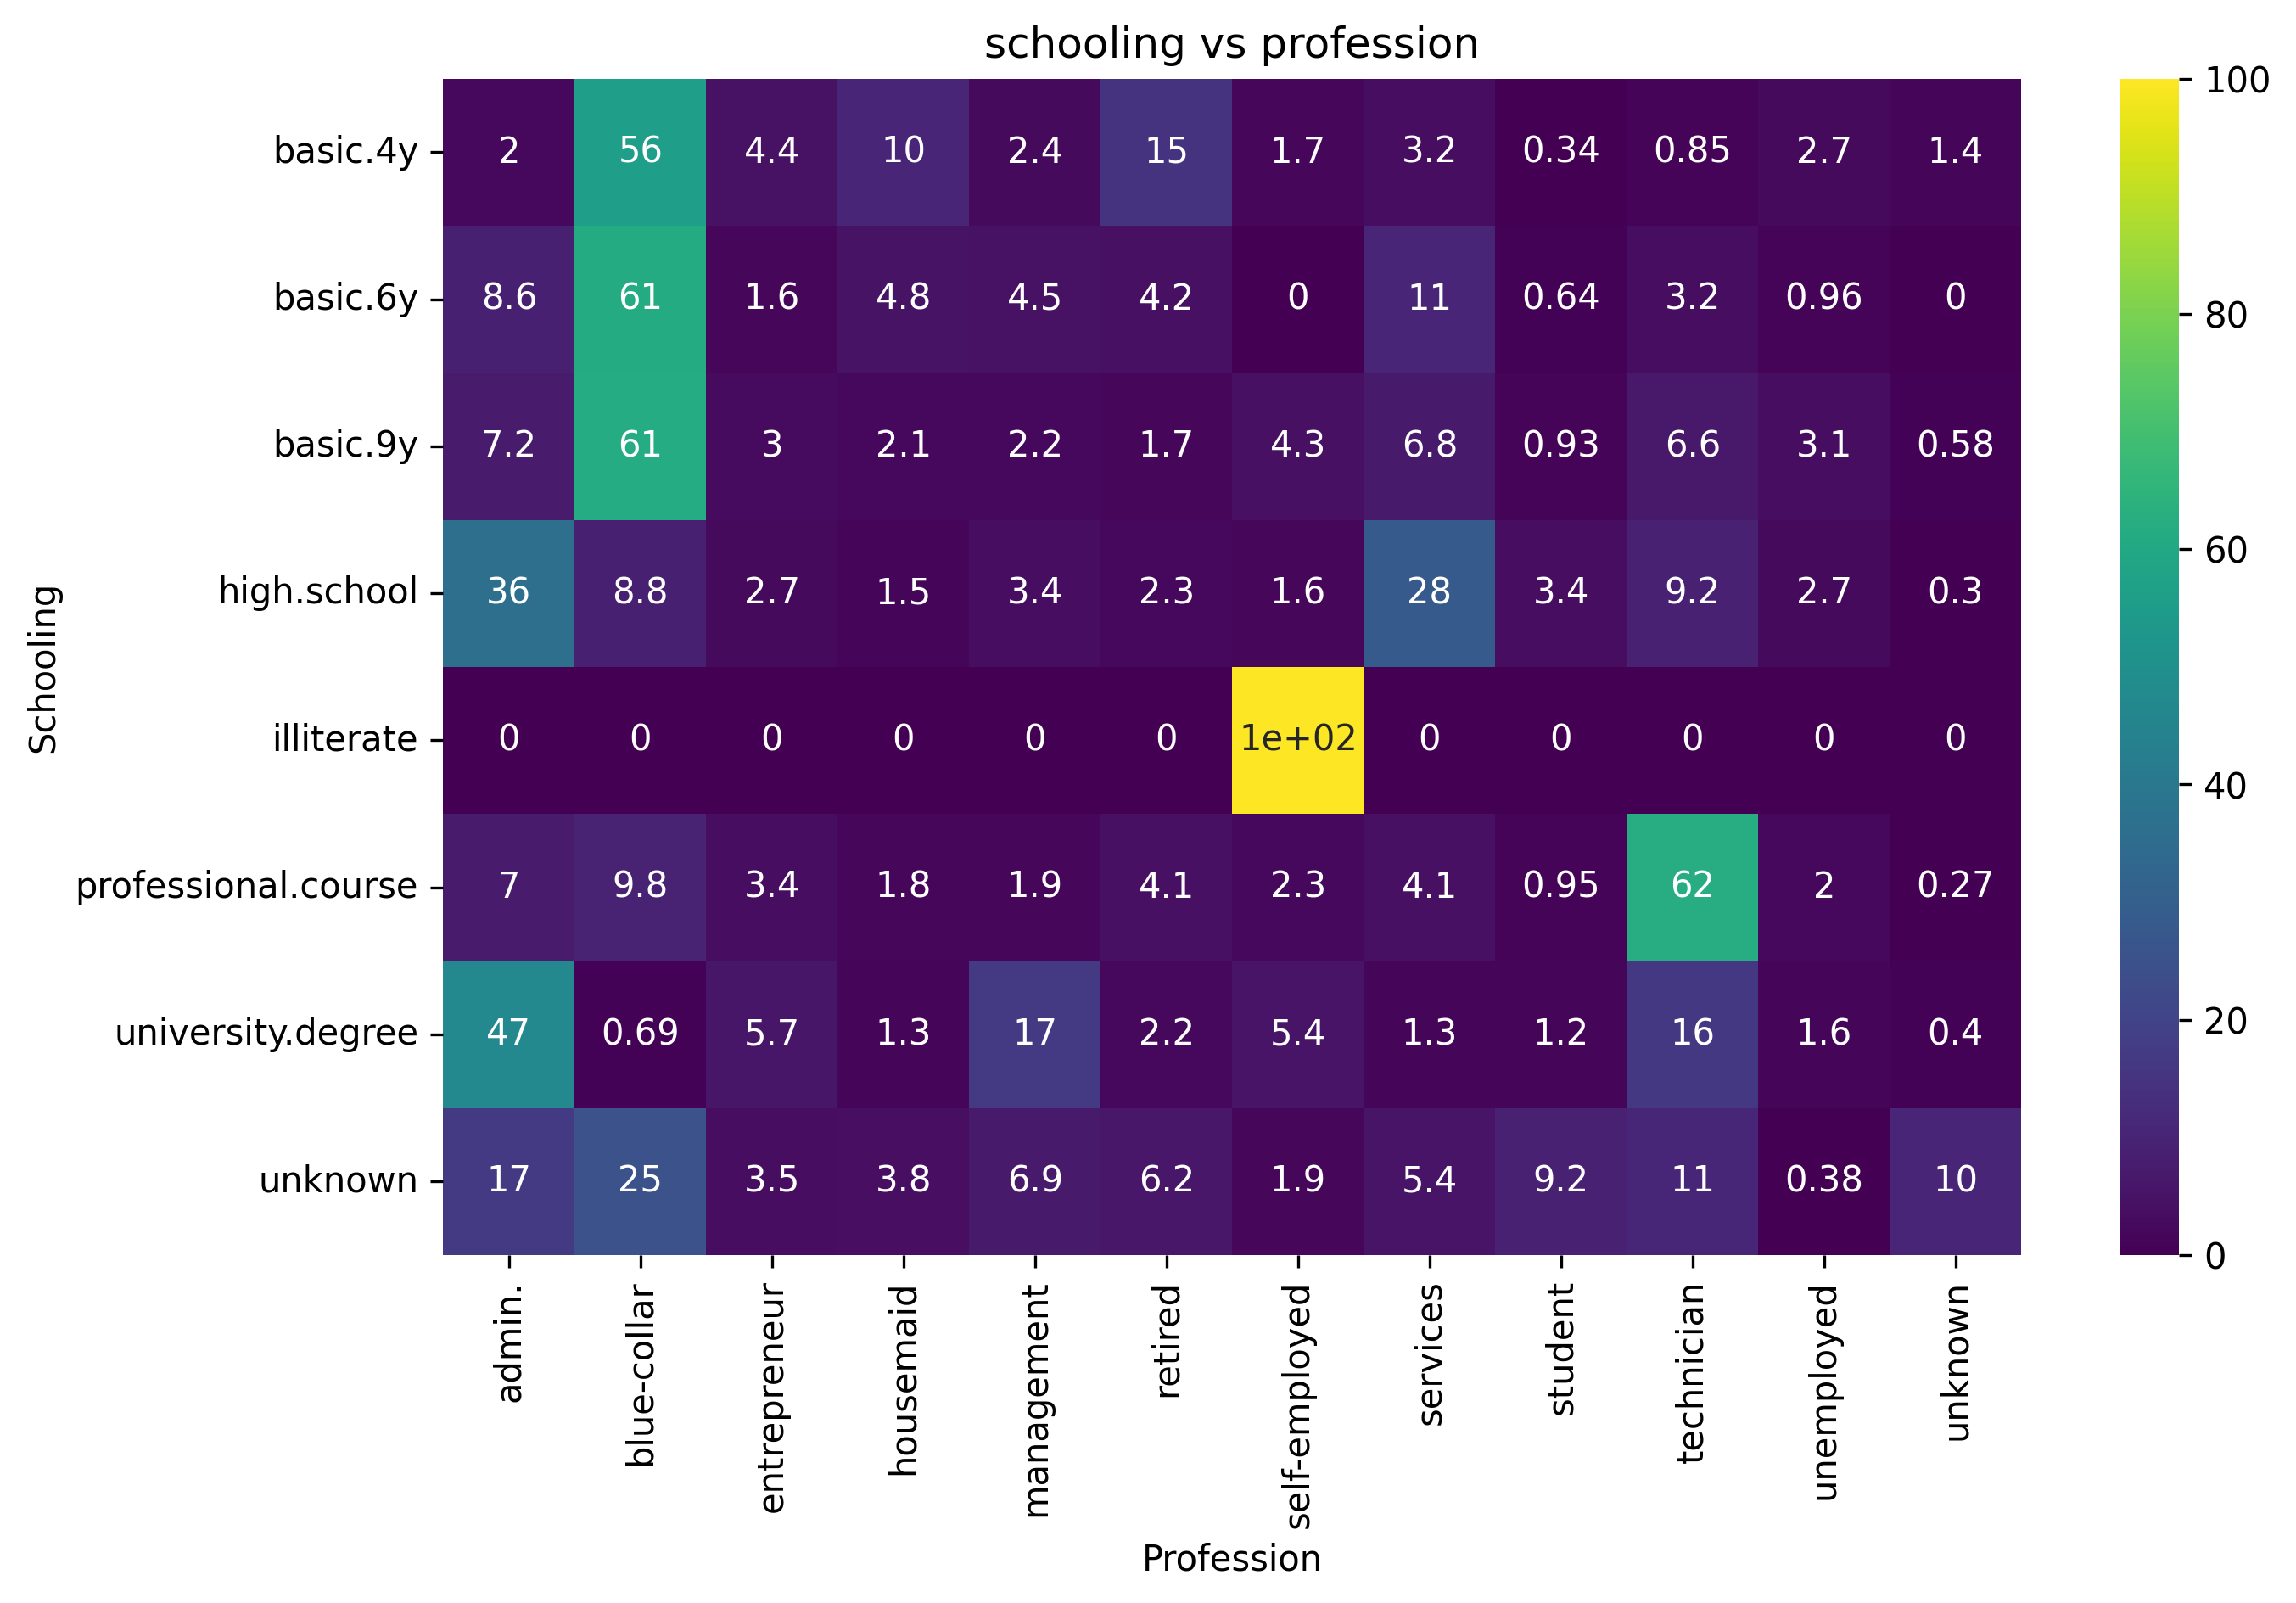 schooling vs profession
Schooling
basic.4y 2 56 4.4 10 2.4 15 1.7 3.2 0.34 0.85 2.7 1.4
basic.6y 8.6 61 1.6 4.8 4.5 4.2 0 11 0.64 3.2 0.96 0
basic.9y 7.2 61 3 2.1 2.2 1.7 4.3 6.8 0.93 6.6 3.1 0.58
high.school 36 8.8 2.7 1.5 3.4 2.3 1.6 28 3.4 9.2 2.7 0.3
illiterate 0 0 0 0 0 0 1e+02 0 0 0 0 0
professional.course 7 9.8 3.4 1.8 1.9 4.1 2.3 4.1 0.95 62 2 0.27
university.degree 47 0.69 5.7 1.3 17 2.2 5.4 1.3 1.2 16 1.6 0.4
unknown 17 25 3.5 3.8 6.9 6.2 1.9 5.4 9.2 11 0.38 10
admin. blue-collar entrepreneur housemaid management retired self-employed services student technician unemployed unknown
Profession
100
80
60
40
20
0